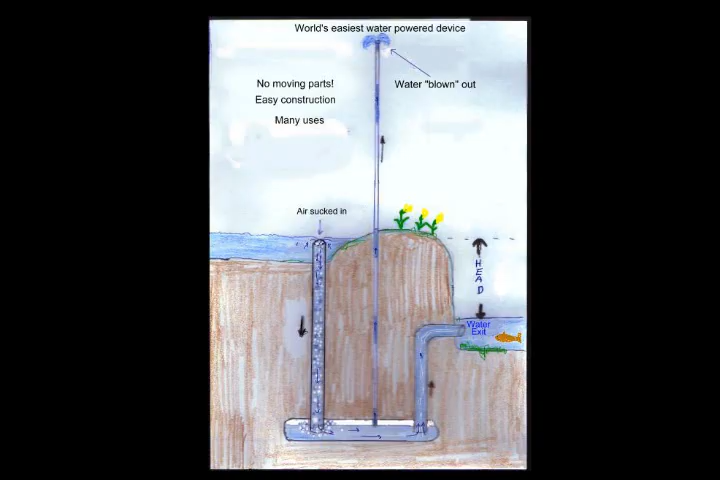 World's easiest water powered device
No moving parts!
Water "blown" out
Easy construction
Many uses
Air sucked in
HEAD
Water
Exit